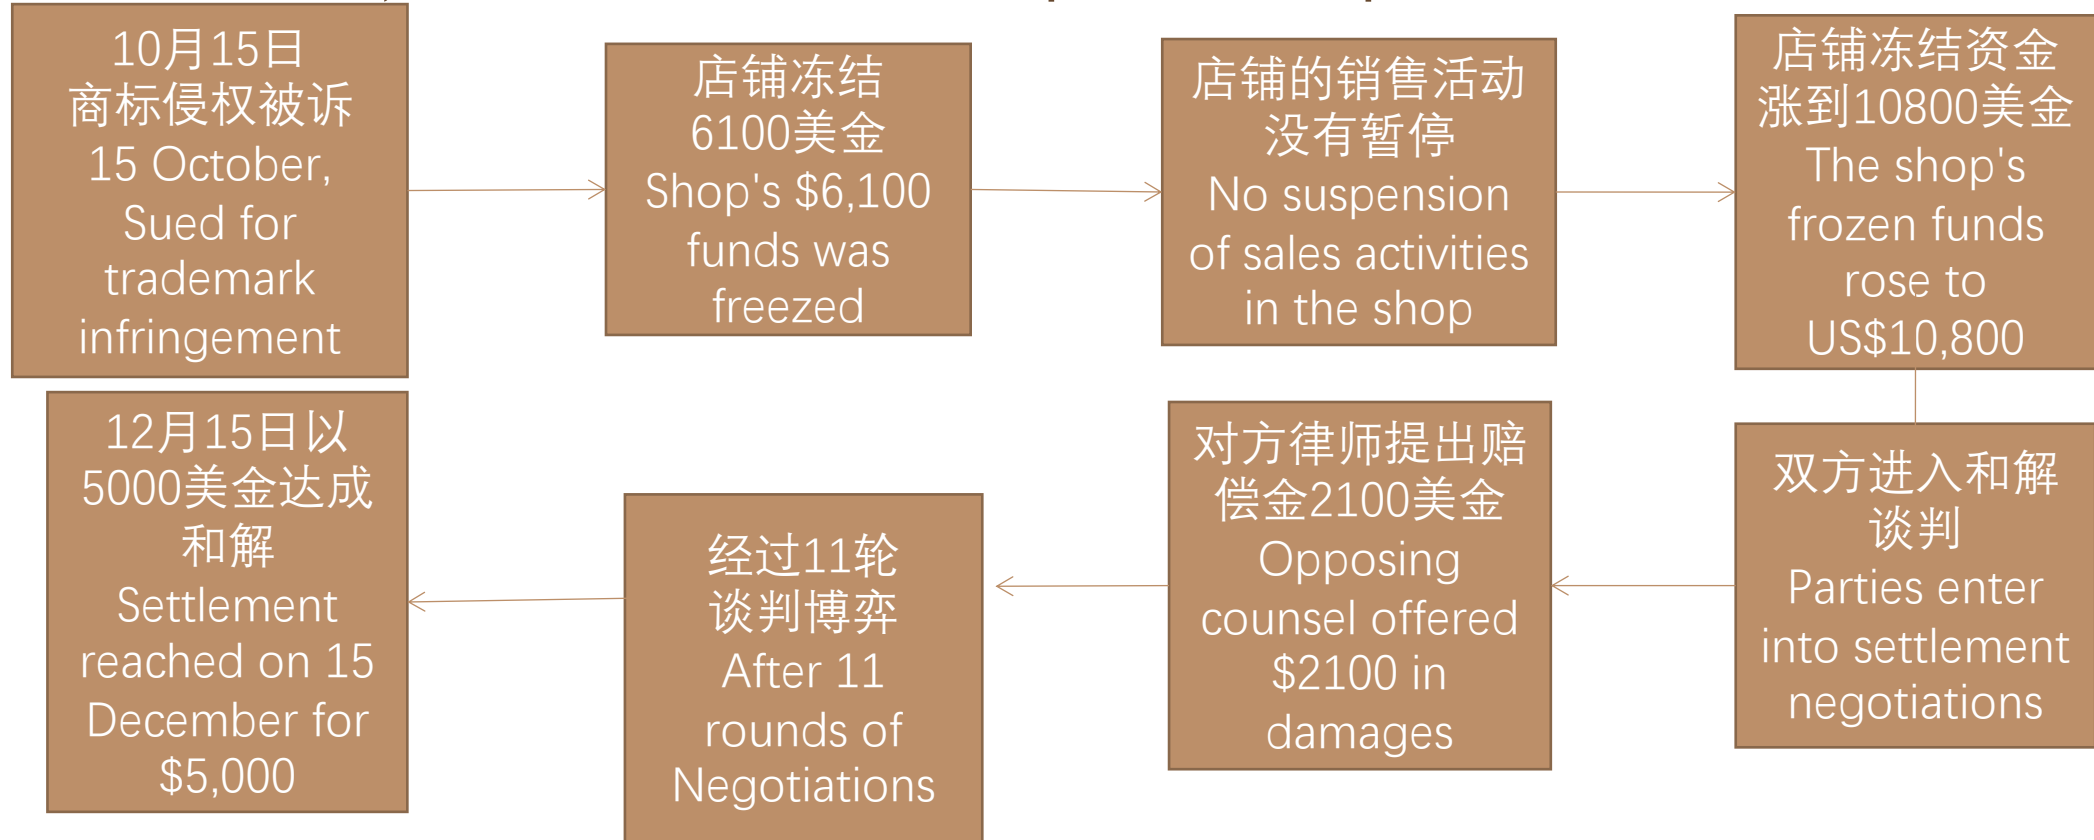 10月15日
商标侵权被诉
15 October,
Sued for
trademark
infringement
店铺冻结
6100美金
Shop's $6,100
funds was
freezed
店铺的销售活动
没有暂停
No suspension
of sales activities
in the shop
店铺冻结资金
涨到10800美金
The shop's
frozen funds
rose to
US$10,800
双方进入和解
谈判
Parties enter
into settlement
negotiations
对方律师提出赔
偿金2100美金
Opposing
counsel offered
$2100 in
damages
经过11轮
谈判博弈
After 11
rounds of
Negotiations
12月15日以
5000美金达成
和解
Settlement
reached on 15
December for
$5,000